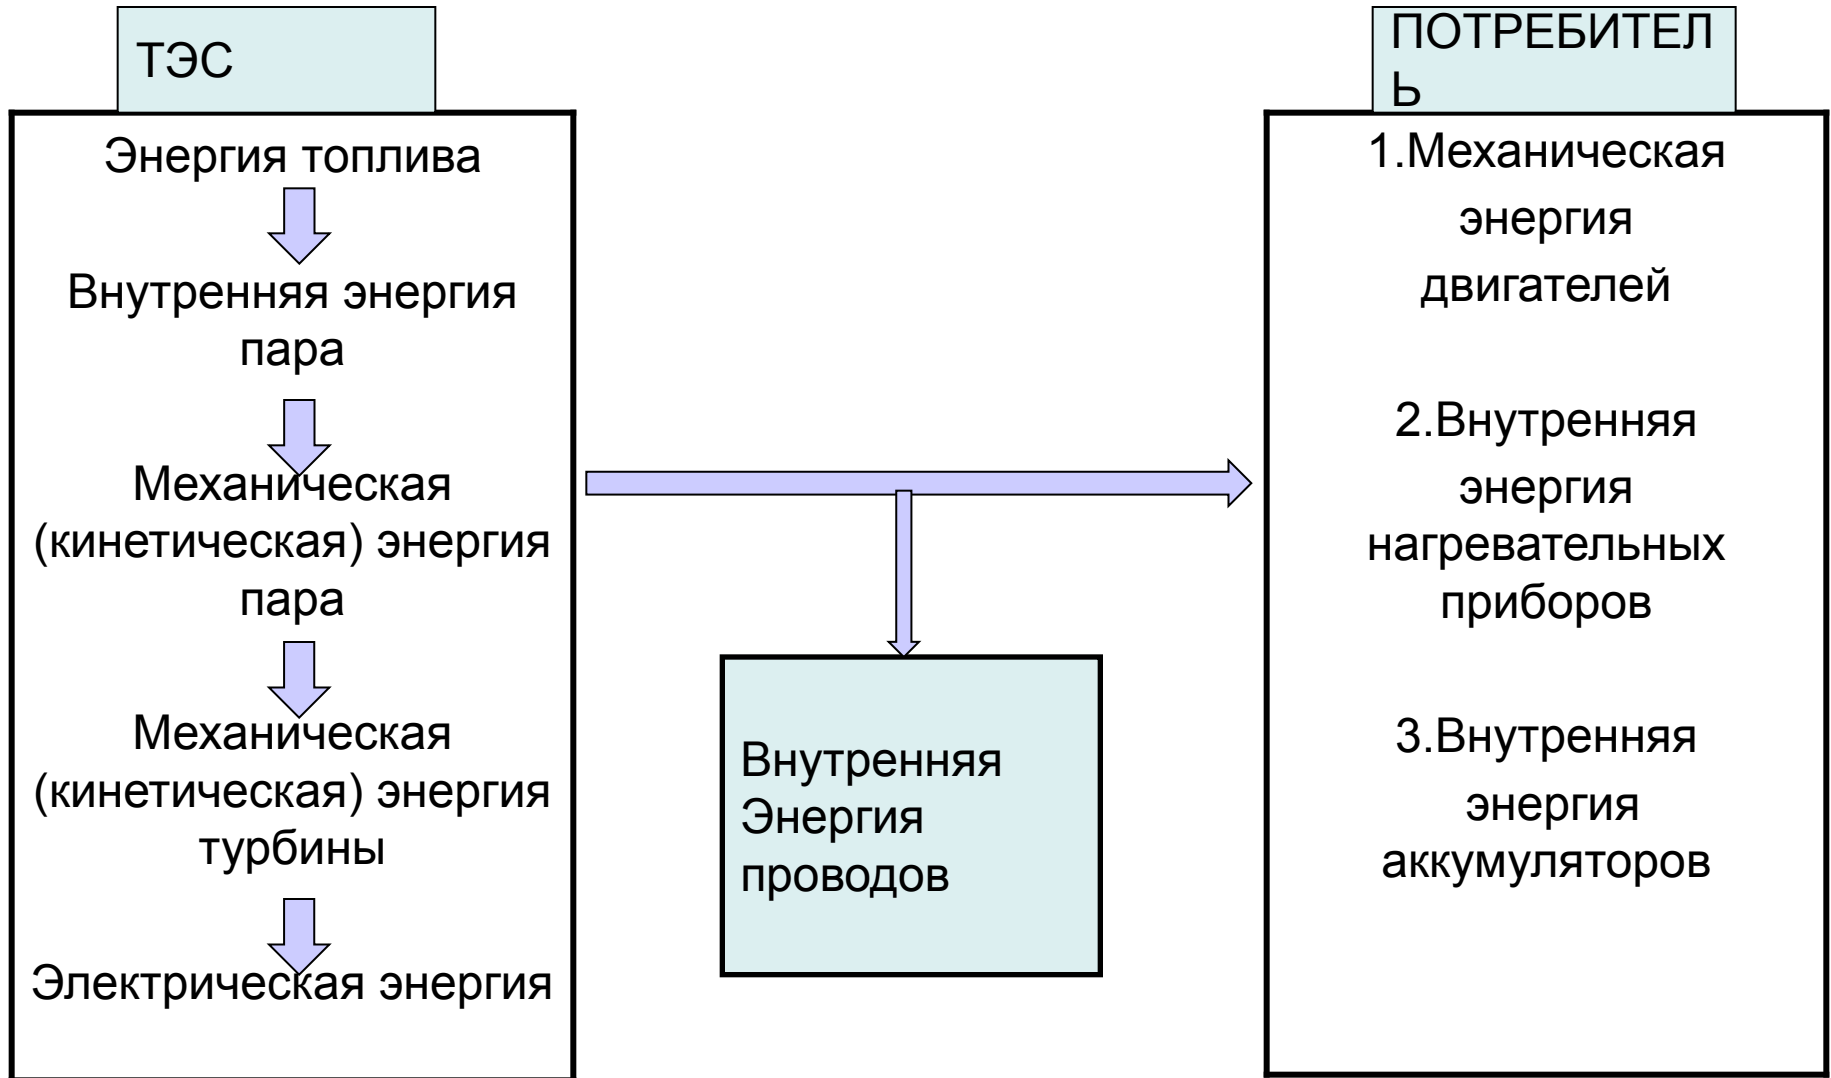 ТЭС
Энергия топлива
Внутренняя энергия
пара
Механическая
(кинетическая) энергия
пара
Механическая
(кинетическая) энергия
турбины
Электрическая энергия
Внутренняя
Энергия
проводов
ПОТРЕБИТЕЛ
Ь
1.Механическая
энергия
двигателей
2.Внутренняя
энергия
нагревательных
приборов
3.Внутренняя
энергия
аккумуляторов